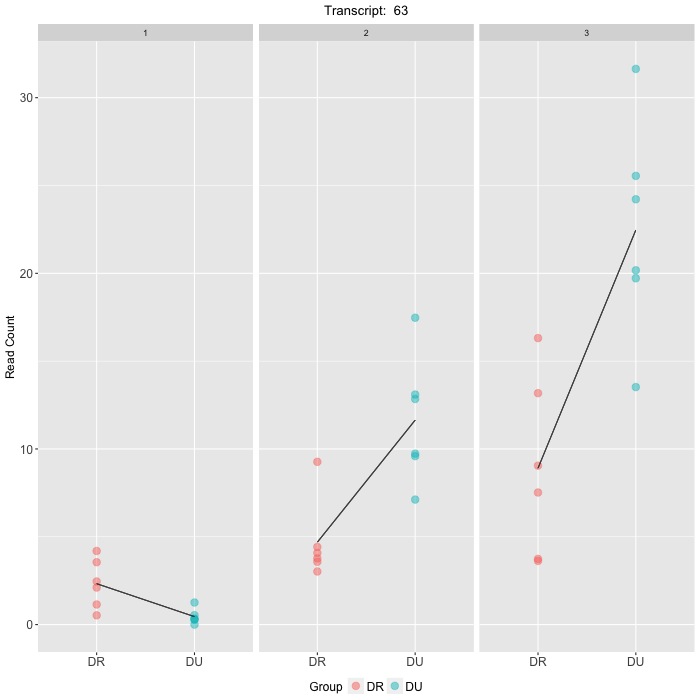 Transcript: 63
1 2 3
30
20
10
0
Read Count
DR DU DR DU DR DU
Group DR DU